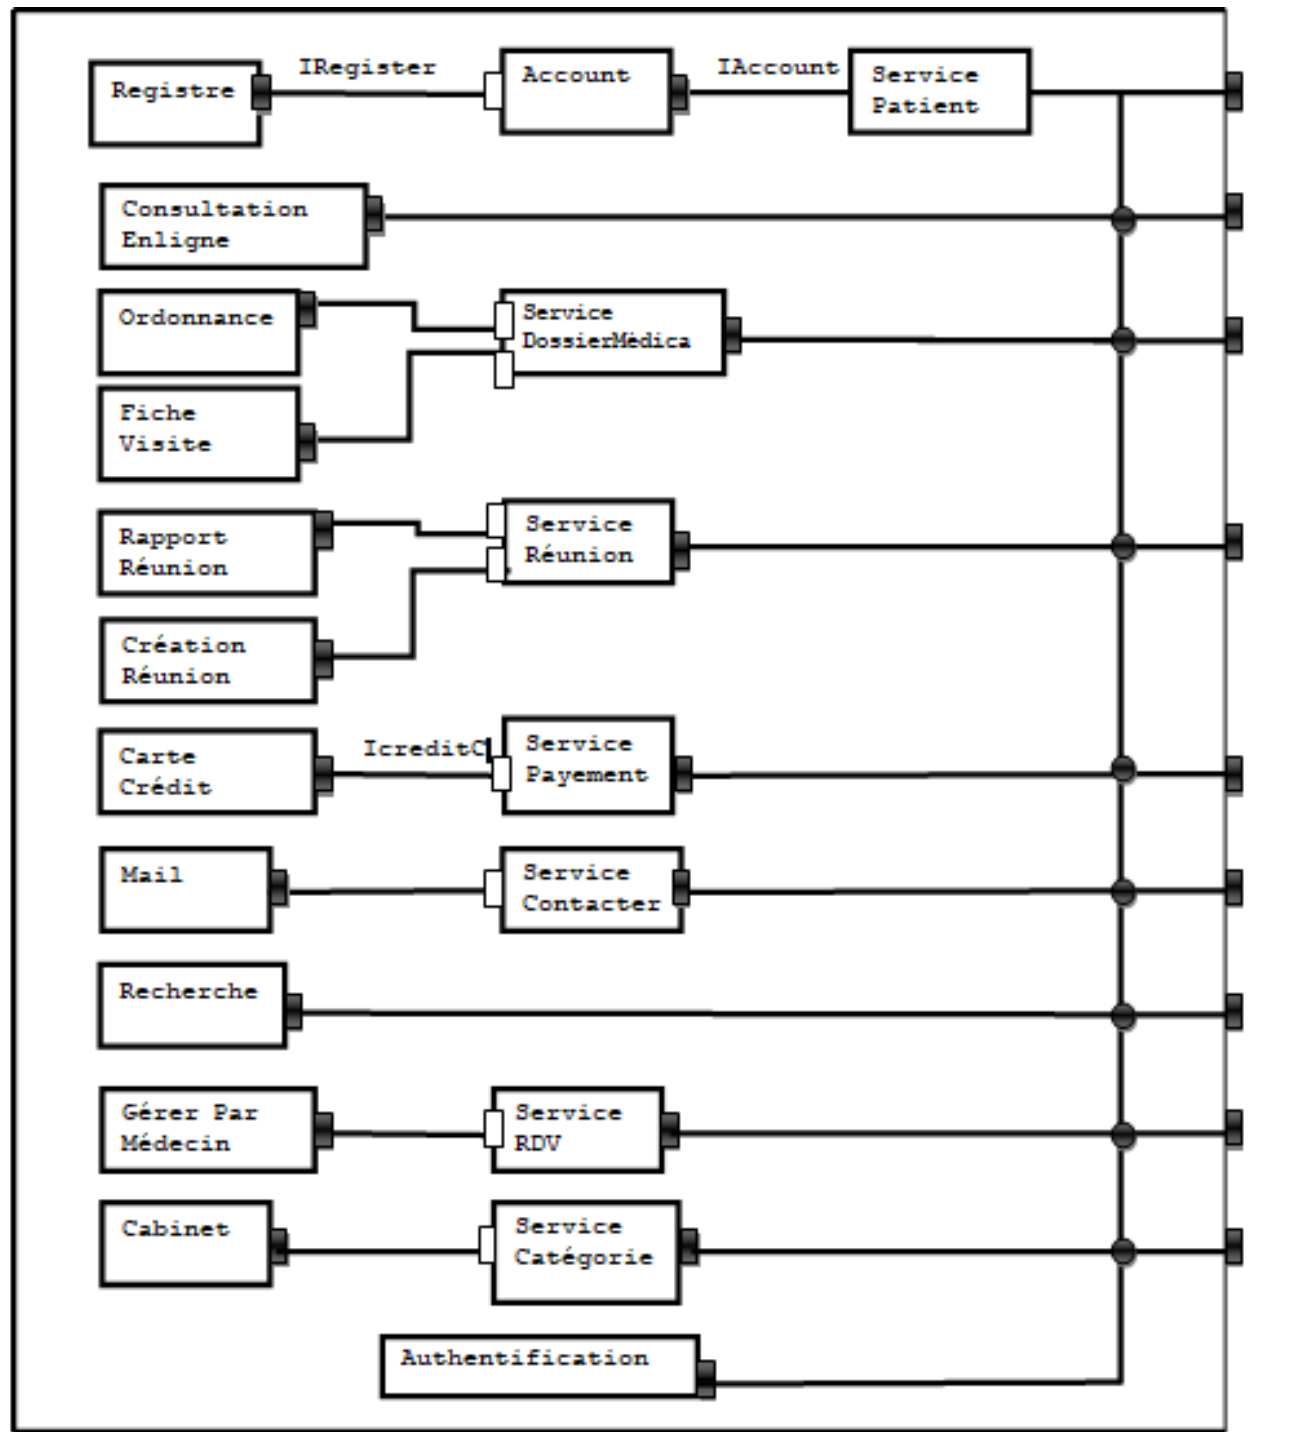 Registre
IRegister
Account
IAccount
Service
Patient
Consultation
Enligne
Ordonnance
Service
DossierMédica
Fiche
Visite
Rapport
Réunion
Service
Réunion
Création
Réunion
Carte
Crédit
IcreditC
Service
Payement
Mail
Service
Contacter
Recherche
Gérer Par
Médecin
Service
RDV
Cabinet
Service
Catégorie
Authentification